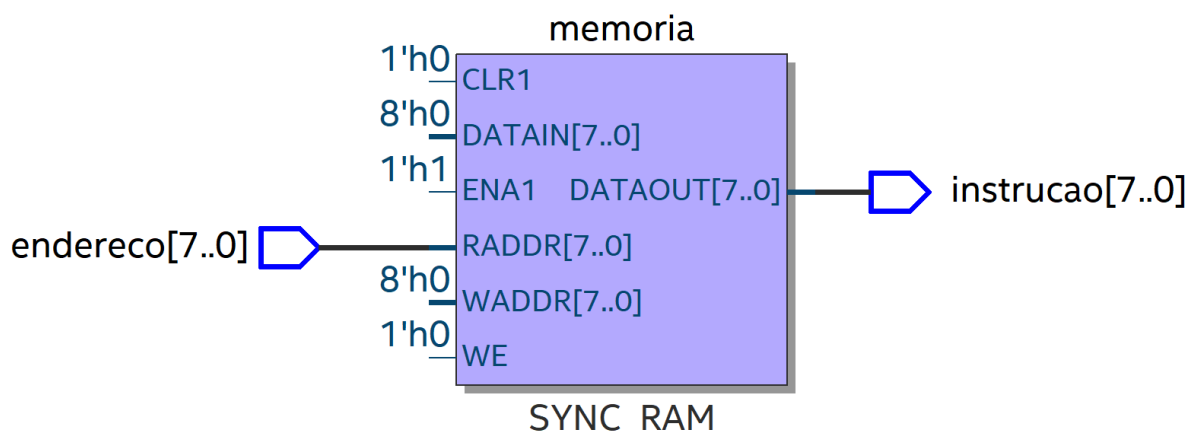 memoria
1'h0
CLR1
8'h0
DATAIN[7..0]
1'h1
ENA1 DATAOUT[7..0]
instrucao[7..0]
endereco[7..0]
RADDR[7..0]
8'h0
WADDR[7..0]
1'h0
WE
SYNC RAM